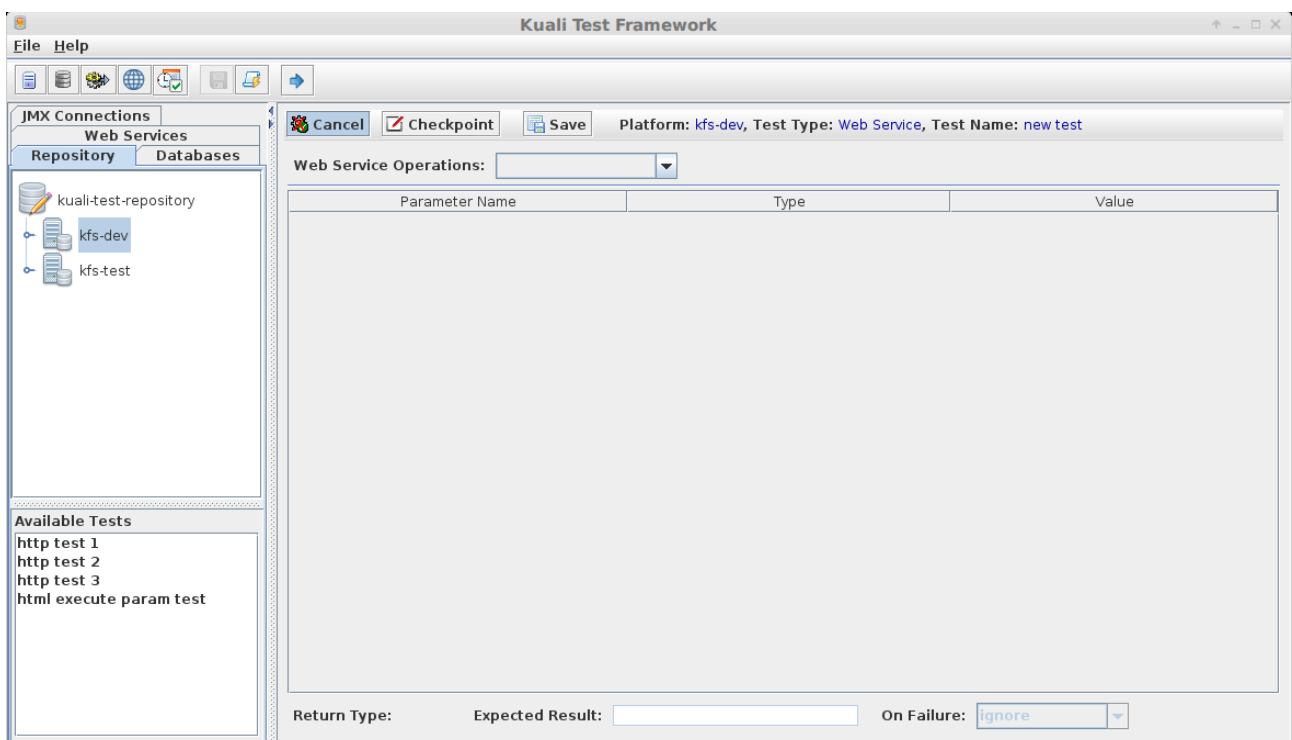 Kuali Test Framework
File Help
JMX Connections
Web Services
Repository Databases
kuali-test-repository
kfs-dev
kfs-test
Available Tests
http test 1
http test 2
http test 3
html execute param test
Cancel Checkpoint Save Platform: kfs-dev, Test Type: Web Service, Test Name: new test
Web Service Operations:
Parameter Name Type Value
Return Type: Expected Result: On Failure: ignore